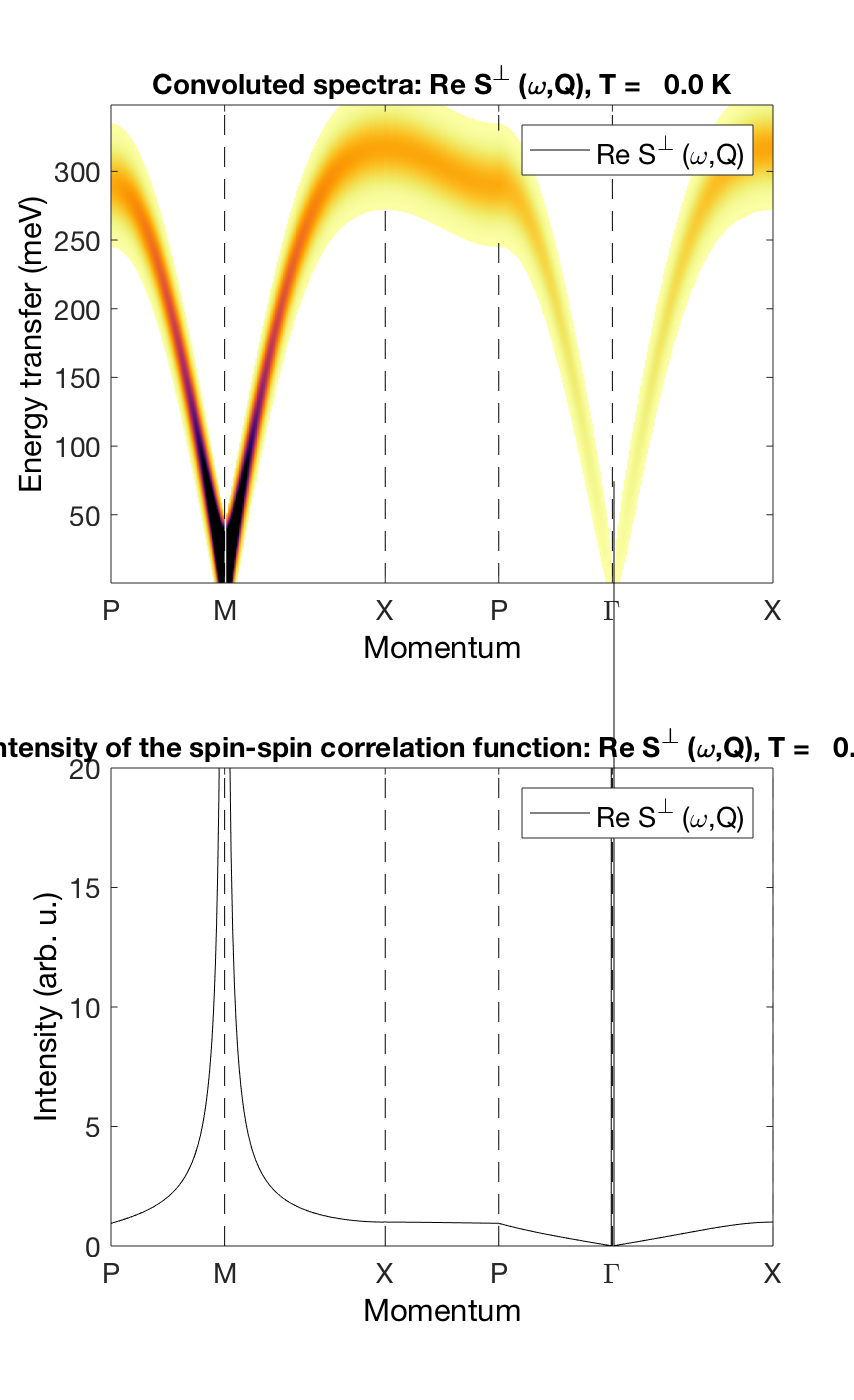 Convoluted spectra: Re S⊥ (ω,Q), T = 0.0 K
Re S⊥ (ω,Q)
300
250
200
150
100
50
Energy transfer (meV)
P M X P Γ X
Momentum
ntensity of the spin-spin correlation function: Re S⊥ (ω,Q), T = 0.
Re S⊥ (ω,Q)
20
15
10
5
0
Intensity (arb. u.)
P M X P Γ X
Momentum